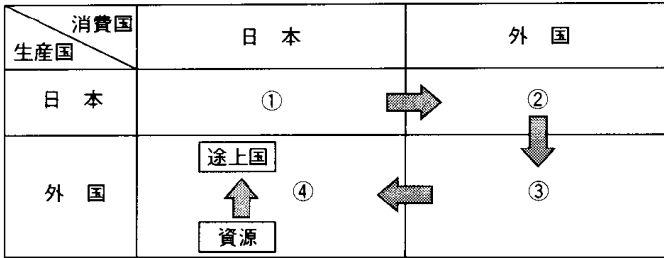 消費国
生産国
日本
外国
日本
①
②
外国
途上国
④
③
資源